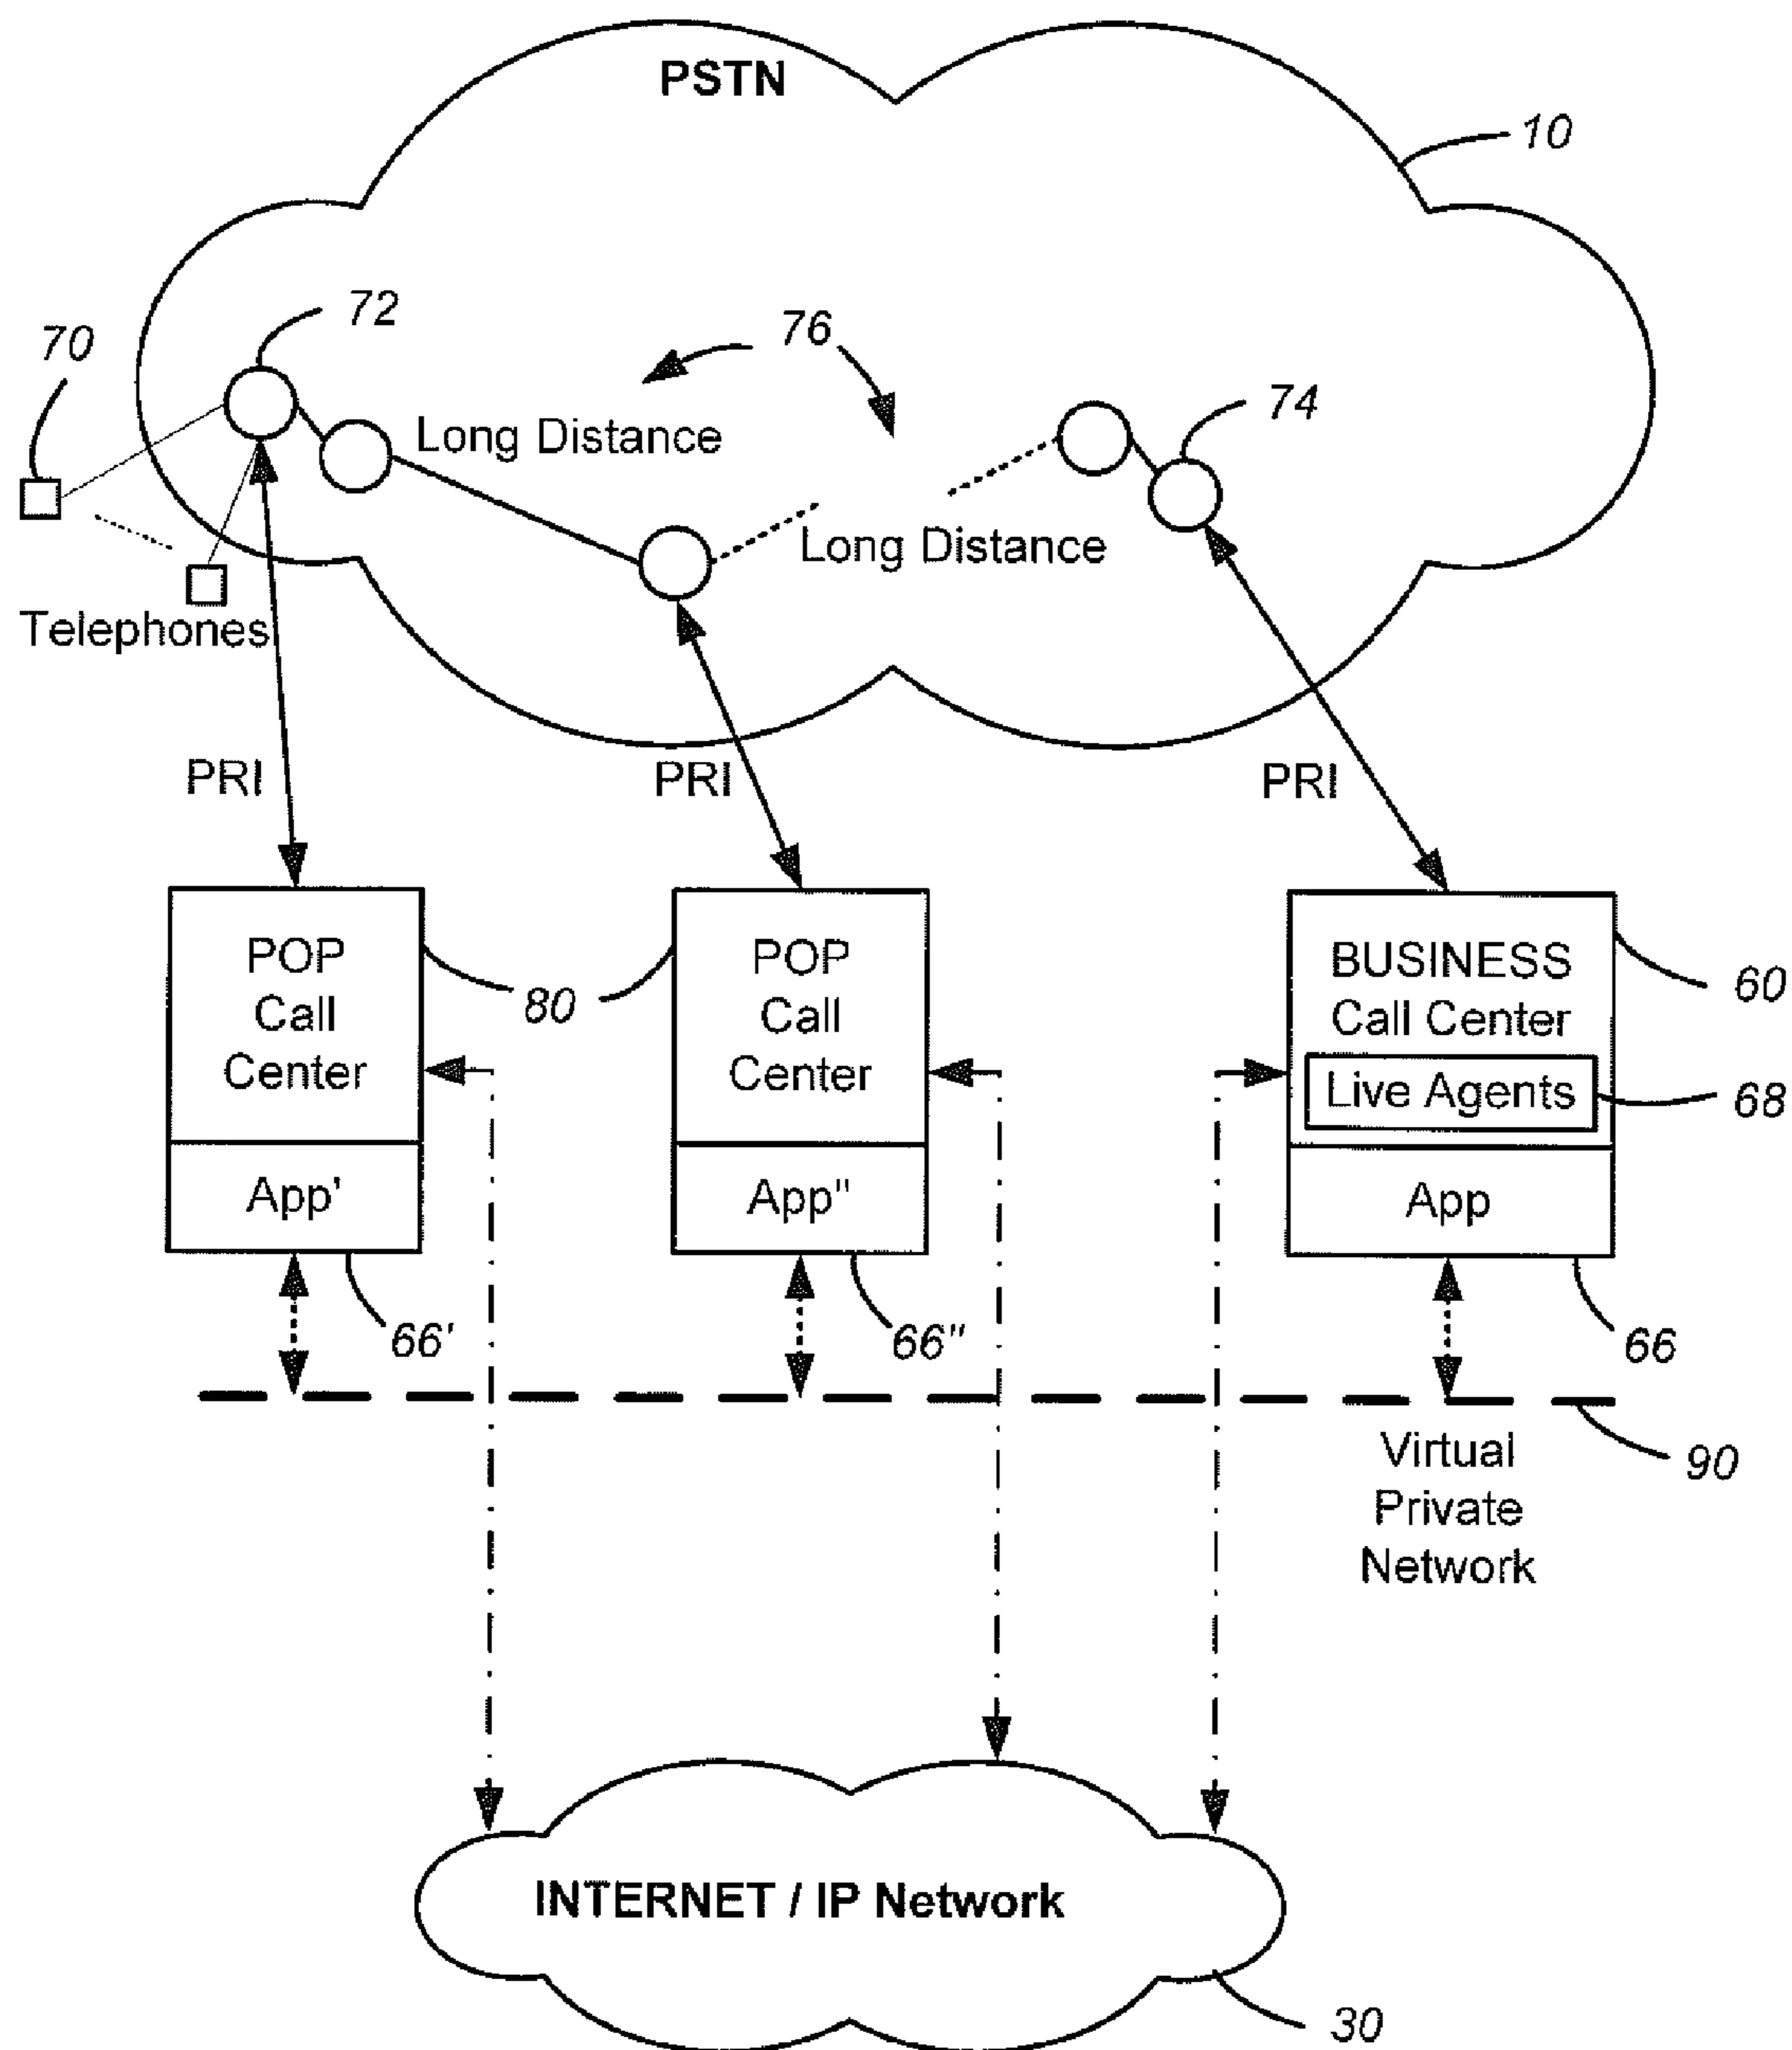 PSTN
10
72
76
70
74
Long Distance
Long Distance
Telephones
PRI
PRI
PRI
POP
Call
Center
80
POP
Call
Center
BUSINESS
Call Center
60
Live Agents
68
App'
App"
App
66'
66"
66
Virtual
Private
Network
90
INTERNET / IP Network
30